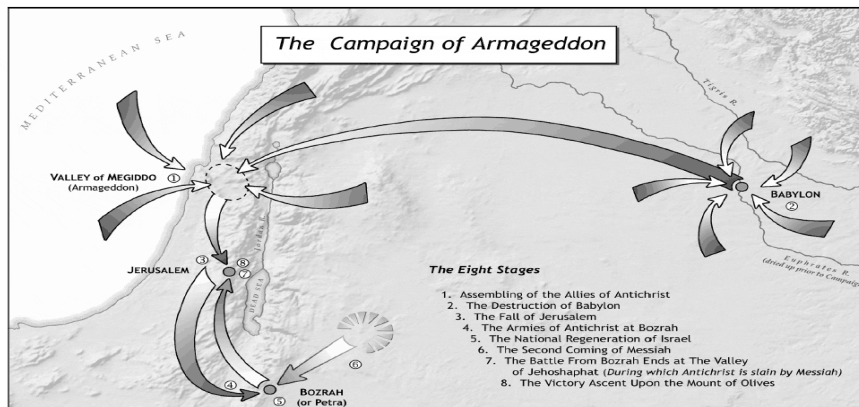 The Campaign of Armageddon
MEDITERRANEAN SEA
Tigris R.
VALLEY of MEGIDDO ①
(Armageddon)
BABYLON
②
Jordan R.
Euphrates R.
(dried up prior to Campaign)
JERUSALEM
③
⑧
⑦
DEAD SEA
The Eight Stages
1. Assembling of the Allies of Antichrist
2. The Destruction of Babylon
3. The Fall of Jerusalem
4. The Armies of Antichrist at Bozrah
5. The National Regeneration of Israel
6. The Second Coming of Messiah
7. The Battle From Bozrah Ends at The Valley
of Jehoshaphat (During which Antichrist is slain by Messiah)
8. The Victory Ascent Upon the Mount of Olives
⑥
④
⑤
BOZRAH
(or Petra)